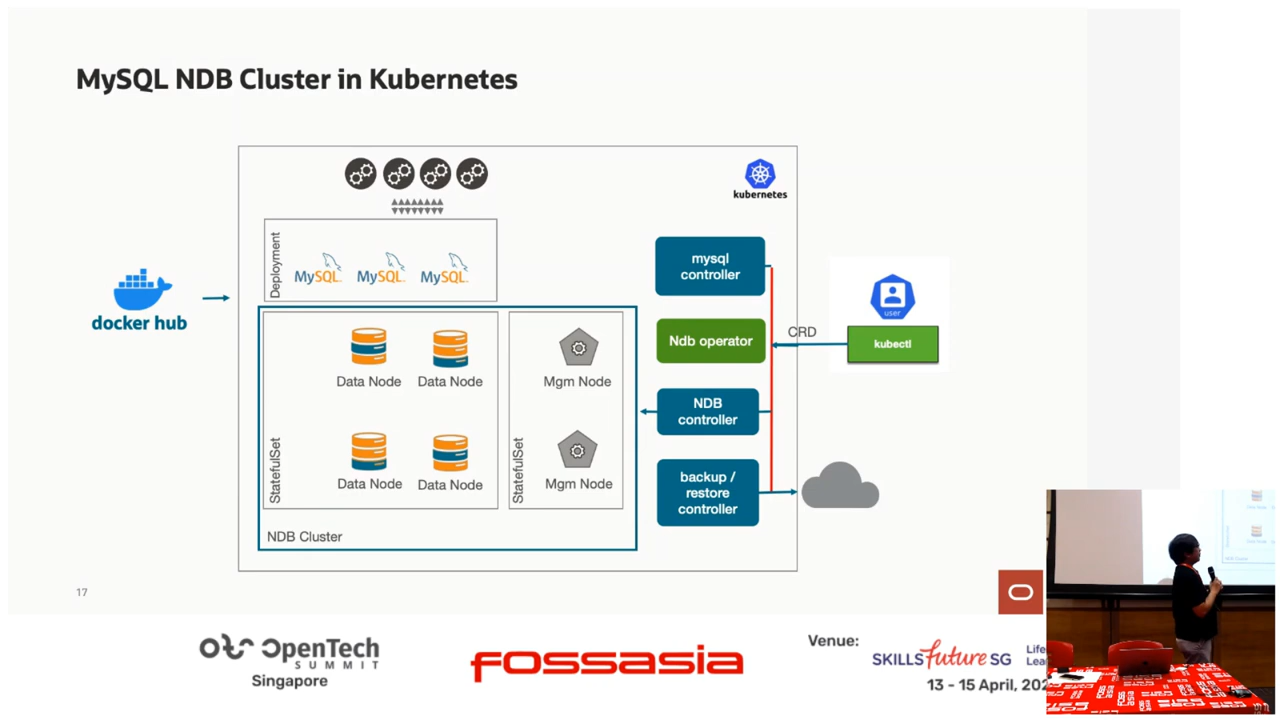 MySQL NDB Cluster in Kubernetes
kubernetes
Deployment
MySQL
MySQL
MySQL
docker hub
mysql
controller
user
Ndb operator
CRD
kubectl
Data Node
Data Node
Mgm Node
NDB
controller
StatefulSet
StatefulSet
Data Node
Data Node
Mgm Node
backup /
restore
controller
NDB Cluster
17
OpenTech
SUMMIT
Singapore
FOSSASIA
Venue:
SKILLS future SG
13 - 15 April,